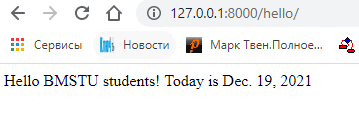 127.0.0.1:8000/hello/
Сервисы Новости Марк Твен.Полное...
Hello BMSTU students! Today is Dec. 19, 2021